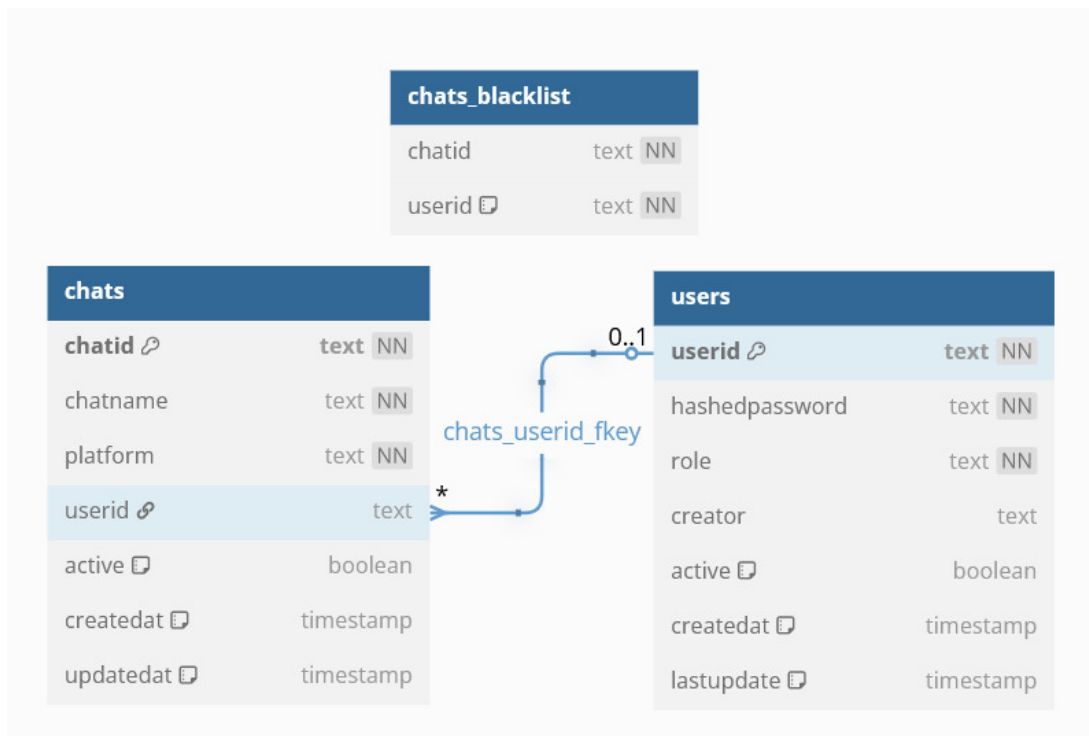 chats_blacklist
chatid text NN
userid text NN
chats
chatid text NN
chatname text NN
platform text NN
userid text
active boolean
createdat timestamp
updatedat timestamp
*
chats_userid_fkey
0..1
users
userid text NN
hashedpassword text NN
role text NN
creator text
active boolean
createdat timestamp
lastupdate timestamp